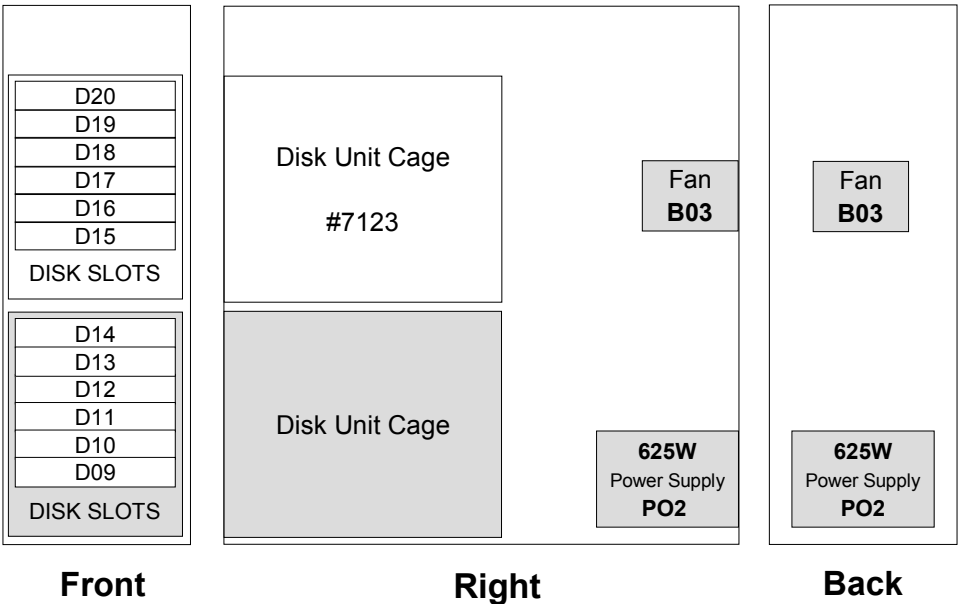 D20
D19
D18
D17
D16
D15
DISK SLOTS
D14
D13
D12
D11
D10
D09
DISK SLOTS
Front
Disk Unit Cage
#7123
Fan
B03
Disk Unit Cage
625W
Power Supply
PO2
Right
Fan
B03
625W
Power Supply
PO2
Back